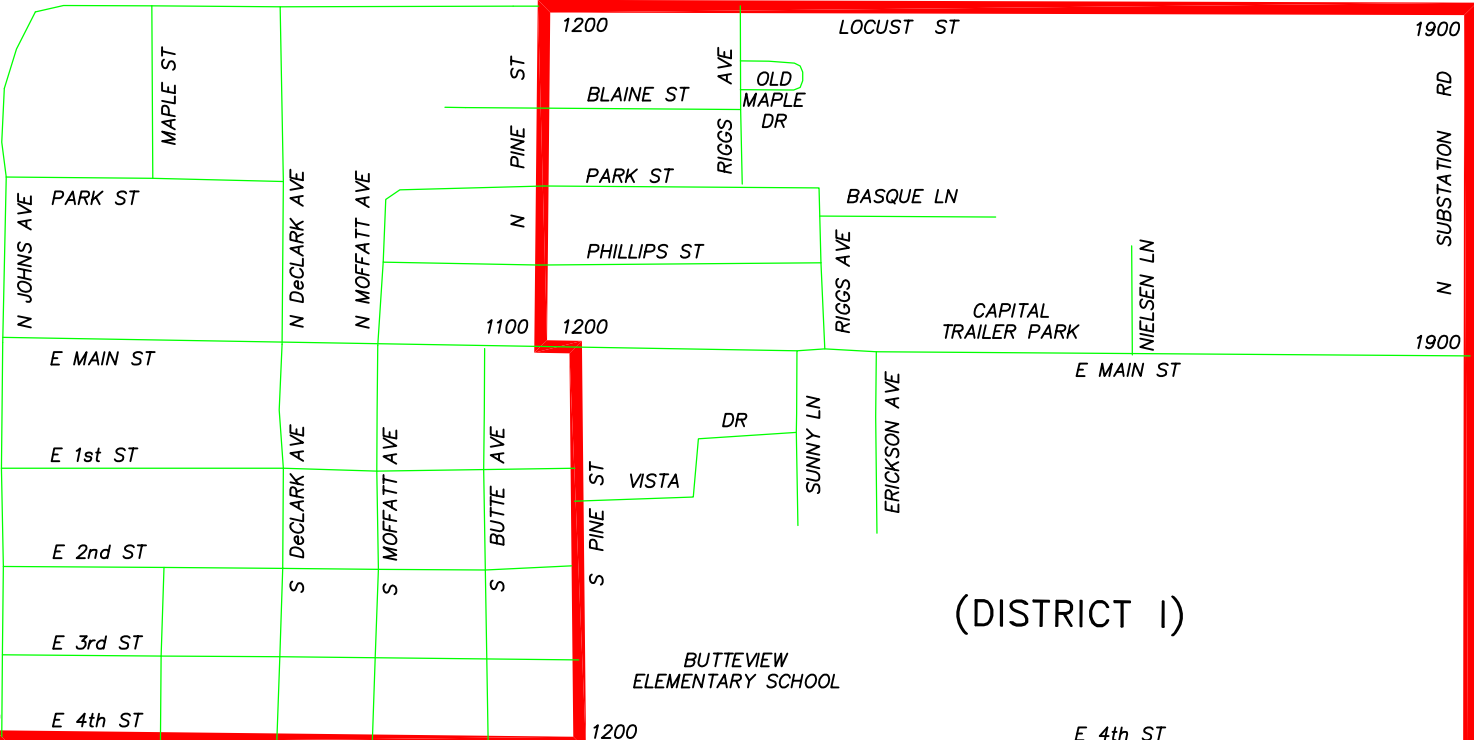 1200
LOCUST ST
1900
MAPLE ST
N PINE ST
RIGGS AVE
OLD
MAPLE
DR
BLAINE ST
N SUBSTATION RD
PARK ST
PARK ST
BASQUE LN
N JOHNS AVE
N DeCLARK AVE
N MOFFATT AVE
PHILLIPS ST
RIGGS AVE
NIELSEN LN
CAPITAL
TRAILER PARK
1100
1200
1900
E MAIN ST
E MAIN ST
E 1st ST
S DeCLARK AVE
S MOFFATT AVE
S BUTTE AVE
S PINE ST
VISTA DR
SUNNY LN
ERICKSON AVE
E 2nd ST
(DISTRICT I)
E 3rd ST
BUTTEVIEW
ELEMENTARY SCHOOL
E 4th ST
1200
E 4th ST